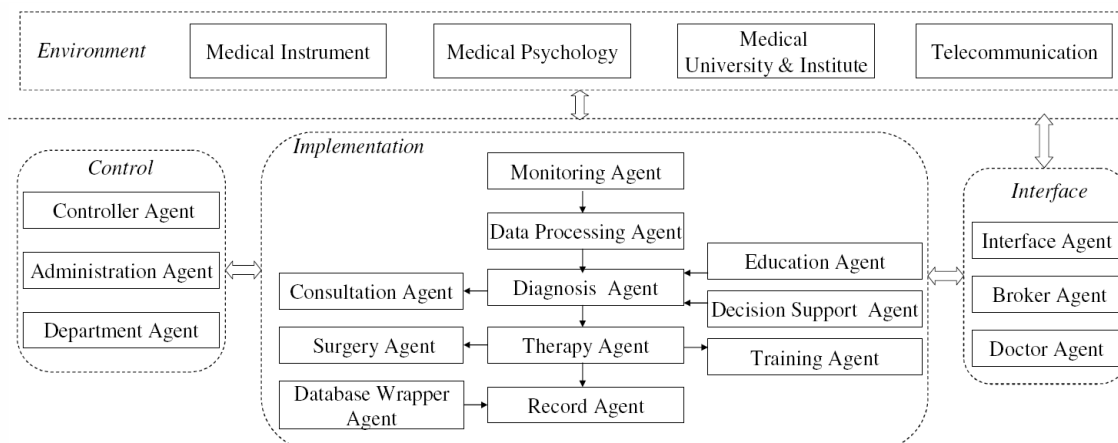 Environment
Medical Instrument
Medical Psychology
Medical
University & Institute
Telecommunication
Control
Controller Agent
Administration Agent
Department Agent
Implementation
Monitoring Agent
Data Processing Agent
Diagnosis Agent
Therapy Agent
Record Agent
Consultation Agent
Surgery Agent
Database Wrapper
Agent
Education Agent
Decision Support Agent
Training Agent
Interface
Interface Agent
Broker Agent
Doctor Agent